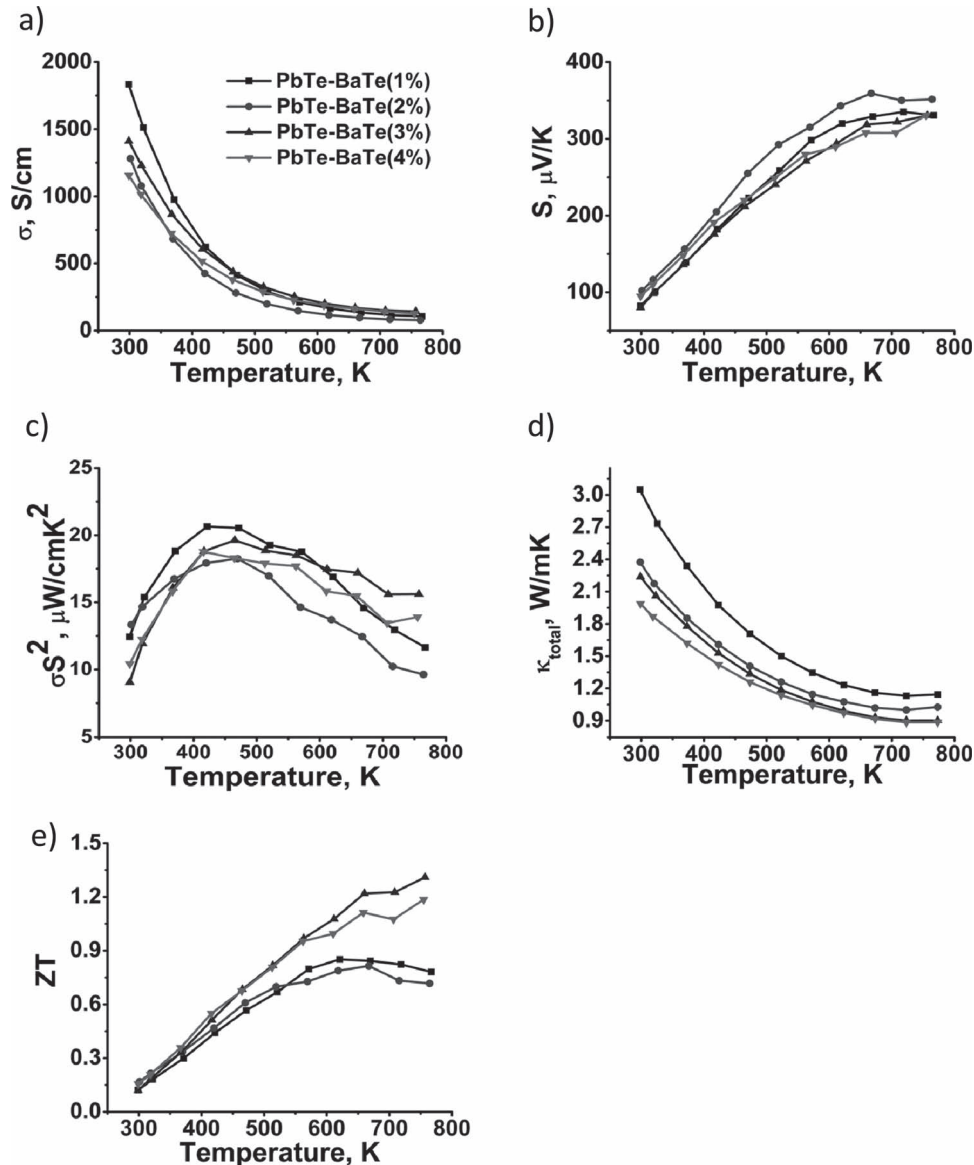 a)
2000
1500
1000
500
0
σ, S/cm
PbTe-BaTe(1%)
PbTe-BaTe(2%)
PbTe-BaTe(3%)
PbTe-BaTe(4%)
300 400 500 600 700 800
Temperature, K
b)
400
300
200
100
S, μV/K
300 400 500 600 700 800
Temperature, K
c)
25
20
15
10
5
σS², μW/cmK²
300 400 500 600 700 800
Temperature, K
d)
3.0
2.7
2.4
2.1
1.8
1.5
1.2
0.9
κtotal, W/mK
300 400 500 600 700 800
Temperature, K
e)
1.5
1.2
0.9
0.6
0.3
0.0
ZT
300 400 500 600 700 800
Temperature, K